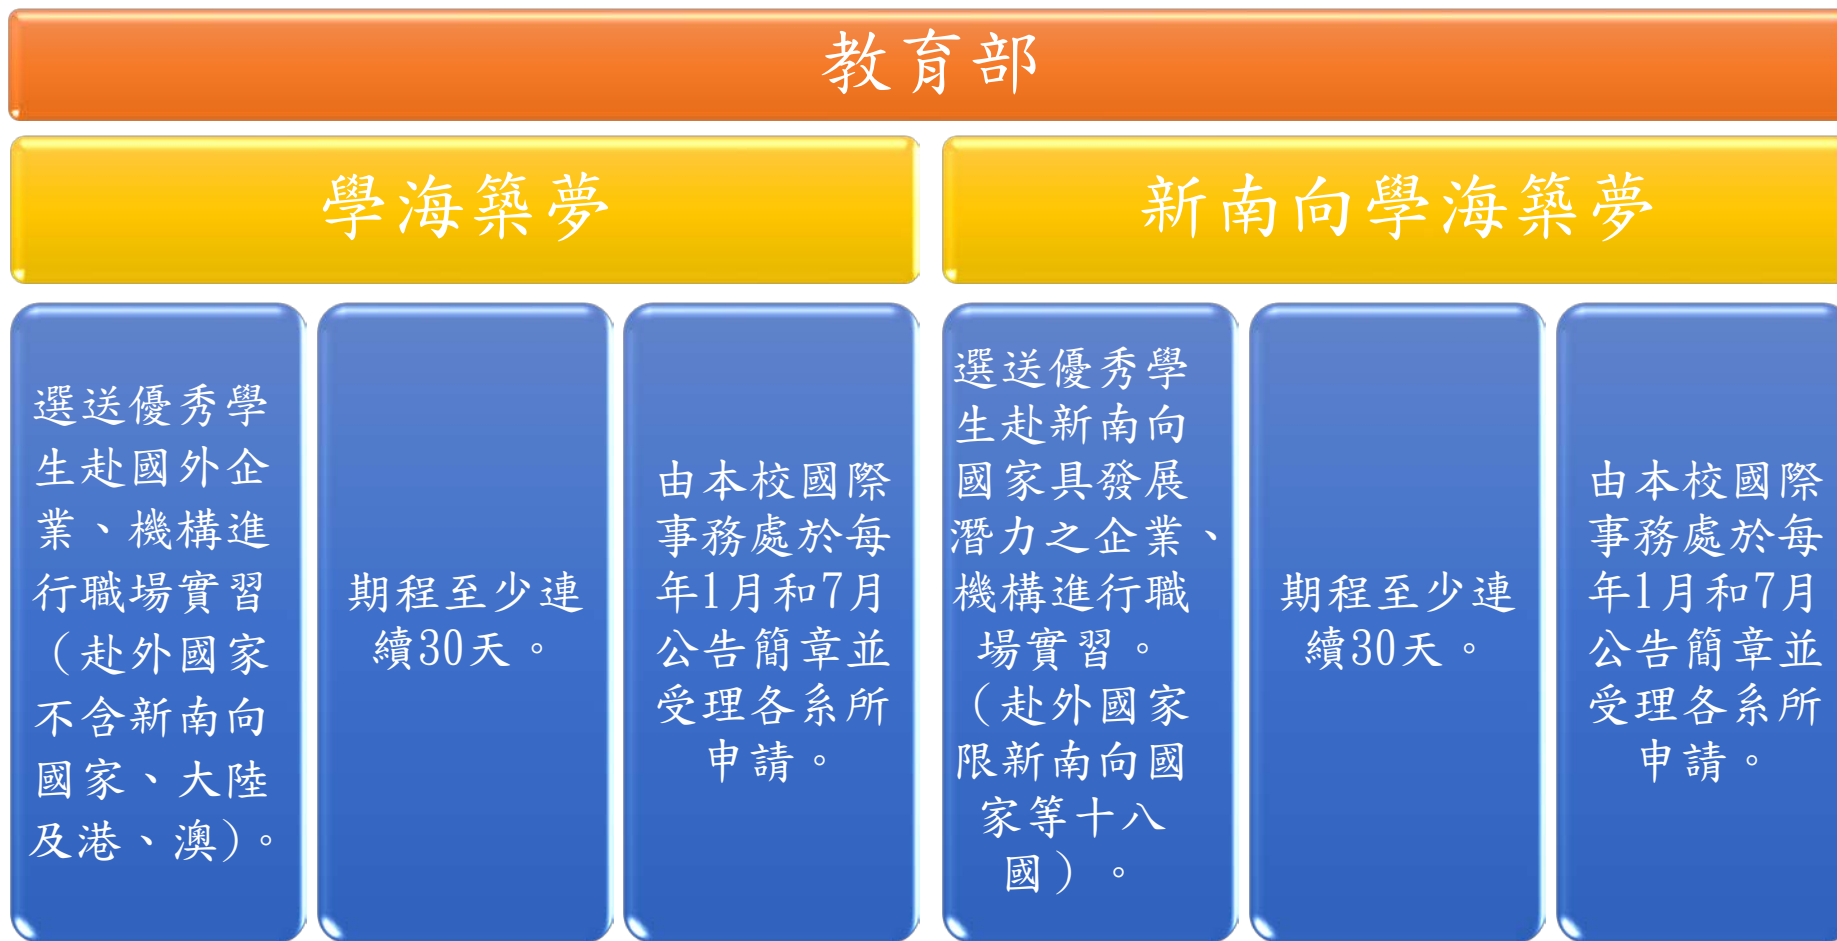 教育部
學海築夢
新南向學海築夢
選送優秀學
生赴國外企
業、機構進
行職場實習
（赴外國家
不含新南向
國家、大陸
及港、澳）。
期程至少連
續30天。
由本校國際
事務處於每
年1月和7月
公告簡章並
受理各系所
申請。
選送優秀學
生赴新南向
國家具發展
潛力之企業、
機構進行職
場實習。
（赴外國家
限新南向國
家等十八
國）。
期程至少連
續30天。
由本校國際
事務處於每
年1月和7月
公告簡章並
受理各系所
申請。